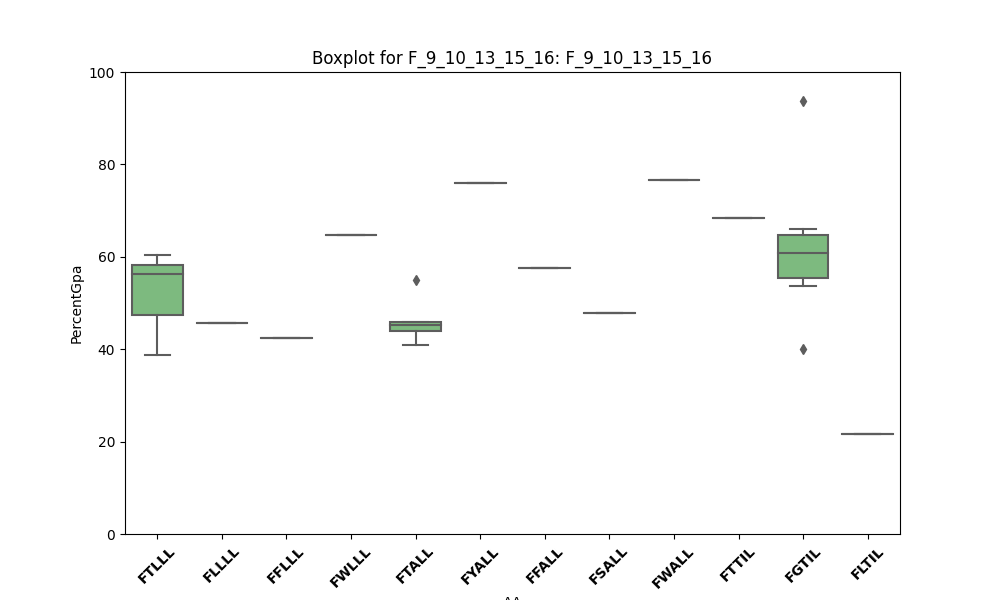 Boxplot for F_9_10_13_15_16: F_9_10_13_15_16
PercentGpa
100
80
60
40
20
0
FTLLL
FLLLL
FFLLL
FWLLL
FTALL
FYALL
FFALL
FSALL
FWALL
FTTIL
FGTIL
FLTIL